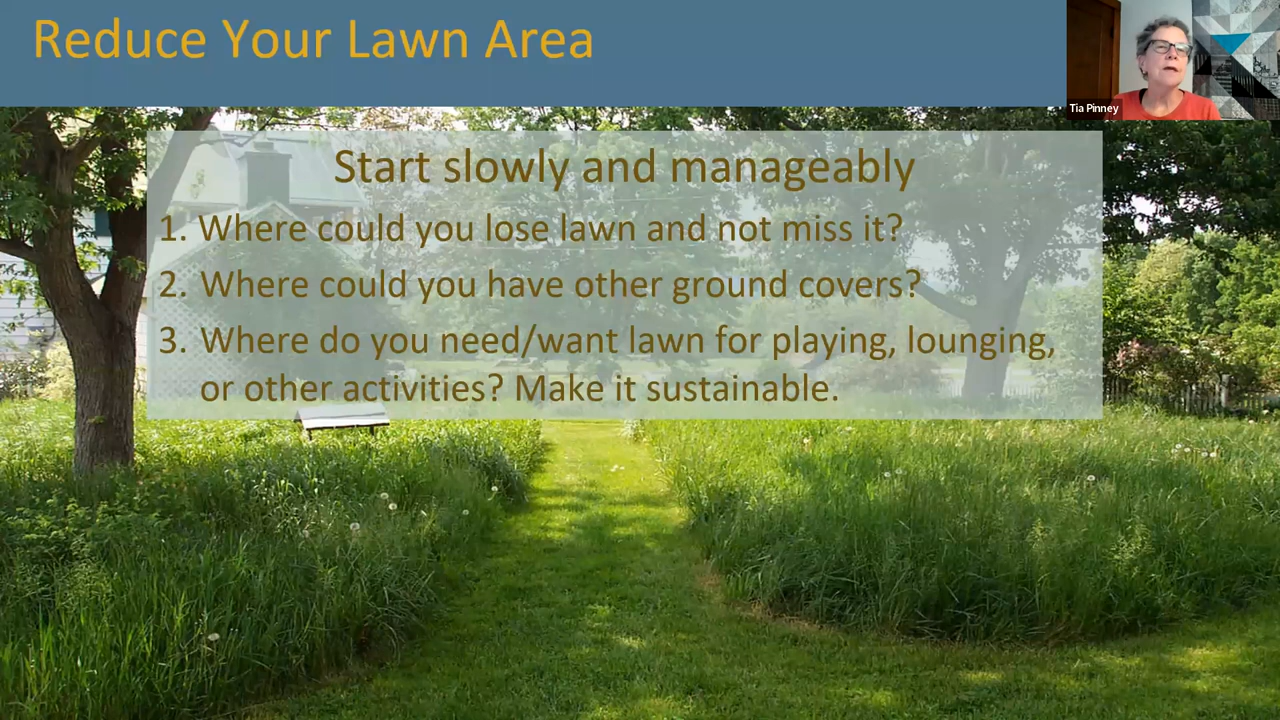 Reduce Your Lawn Area
Tia Pinney
Start slowly and manageably
1. Where could you lose lawn and not miss it?
2. Where could you have other ground covers?
3. Where do you need/want lawn for playing, lounging,
or other activities? Make it sustainable.